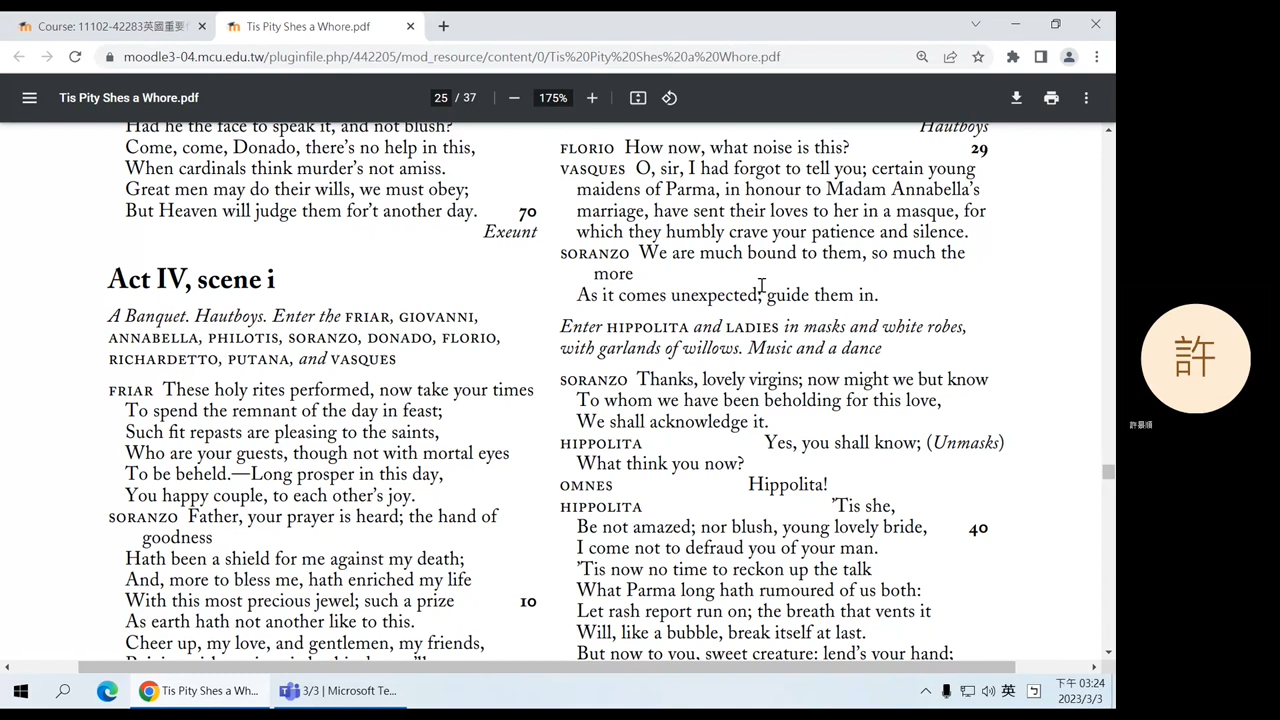 Course: 11102-42283英國重要
Tis Pity Shes a Whore.pdf
moodle3-04.mcu.edu.tw/pluginfile.php/442205/mod_resource/content/0/Tis%20Pity%20Shes%20a%20Whore.pdf
Tis Pity Shes a Whore.pdf
25 / 37
175%
Had he the face to speak it, and not blush?
Come, come, Donado, there's no help in this,
When cardinals think murder's not amiss.
Great men may do their wills, we must obey;
But Heaven will judge them for't another day. 70
Exeunt
Act IV, scene i
A Banquet. Hautboys. Enter the FRIAR, GIOVANNI,
ANNABELLA, PHILOTIS, SORANZO, DONADO, FLORIO,
RICHARDETTO, PUTANA, and VASQUES
FRIAR These holy rites performed, now take your times
To spend the remnant of the day in feast;
Such fit repasts are pleasing to the saints,
Who are your guests, though not with mortal eyes
To be beheld.—Long prosper in this day,
You happy couple, to each other's joy.
SORANZO Father, your prayer is heard; the hand of
goodness
Hath been a shield for me against my death;
And, more to bless me, hath enriched my life
With this most precious jewel; such a prize 10
As earth hath not another like to this.
Cheer up, my love, and gentlemen, my friends,
Hautboys
FLORIO How now, what noise is this? 29
VASQUES O, sir, I had forgot to tell you; certain young
maidens of Parma, in honour to Madam Annabella's
marriage, have sent their loves to her in a masque, for
which they humbly crave your patience and silence.
SORANZO We are much bound to them, so much the
more
As it comes unexpected; guide them in.
Enter HIPPOLITA and LADIES in masks and white robes,
with garlands of willows. Music and a dance
SORANZO Thanks, lovely virgins; now might we but know
To whom we have been beholding for this love,
We shall acknowledge it.
HIPPOLITA Yes, you shall know; (Unmasks)
What think you now?
OMNES Hippolita!
HIPPOLITA 'Tis she,
Be not amazed; nor blush, young lovely bride, 40
I come not to defraud you of your man.
'Tis now no time to reckon up the talk
What Parma long hath rumoured of us both:
Let rash report run on; the breath that vents it
Will, like a bubble, break itself at last.
But now to you, sweet creature: lend's your hand;
許
許景順
Tis Pity Shes a Wh...
3/3 | Microsoft Te...
英
下午 03:24
2023/3/3